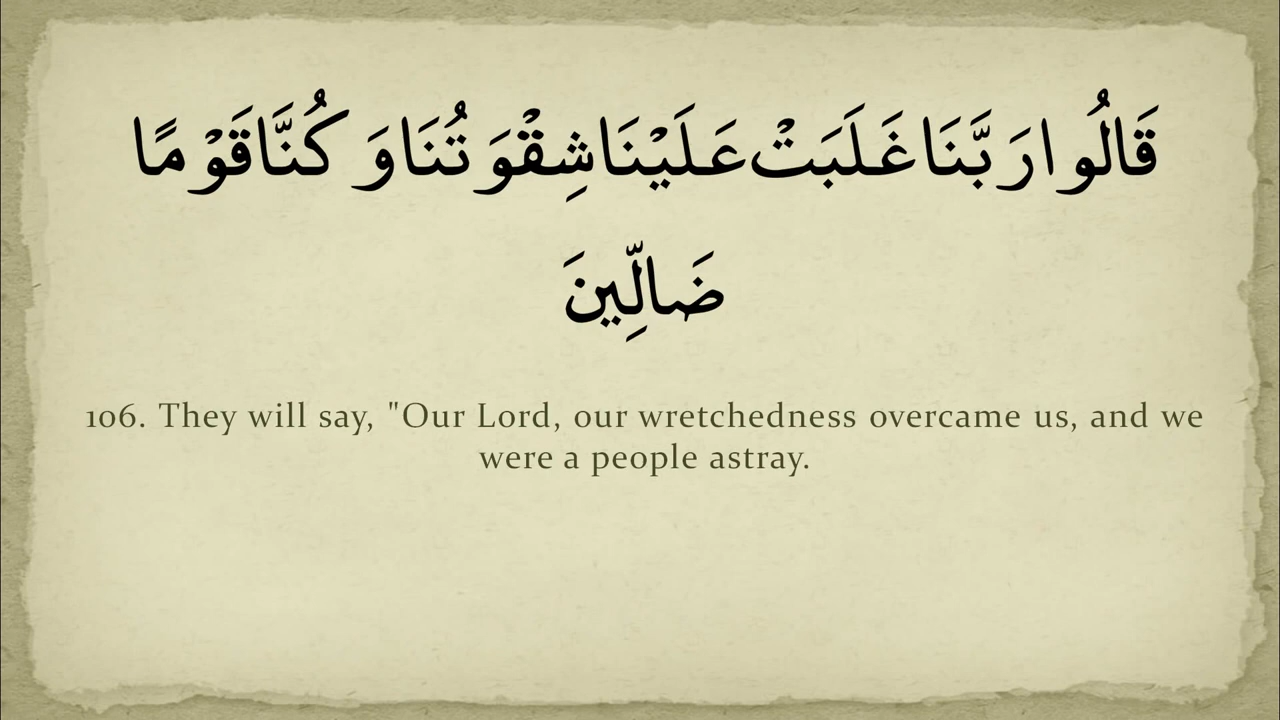 قَالُوا رَبَّنَا غَلَبَتْ عَلَيْنَا شِقْوَتُنَا وَكُنَّا قَوْمًا
ضَالِّينَ
106. They will say, "Our Lord, our wretchedness overcame us, and we
were a people astray.